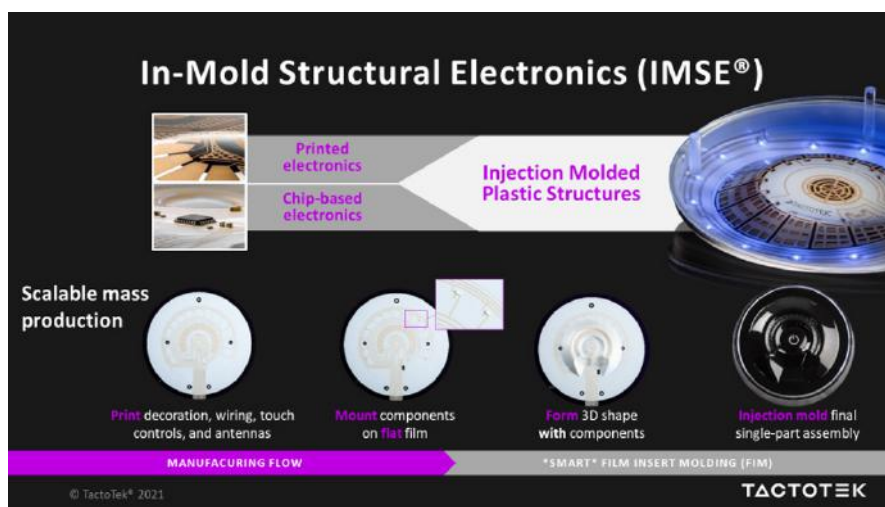 In-Mold Structural Electronics (IMSE®)
Printed
electronics
Chip-based
electronics
Injection Molded
Plastic Structures
TACTOTEK
Scalable mass
production
Print decoration, wiring, touch
controls, and antennas
Mount components
on flat film
Form 3D shape
with components
Injection mold final
single-part assembly
MANUFACURING FLOW
"SMART" FILM INSERT MOLDING (FIM)
© TactoTek® 2021
TACTOTEK